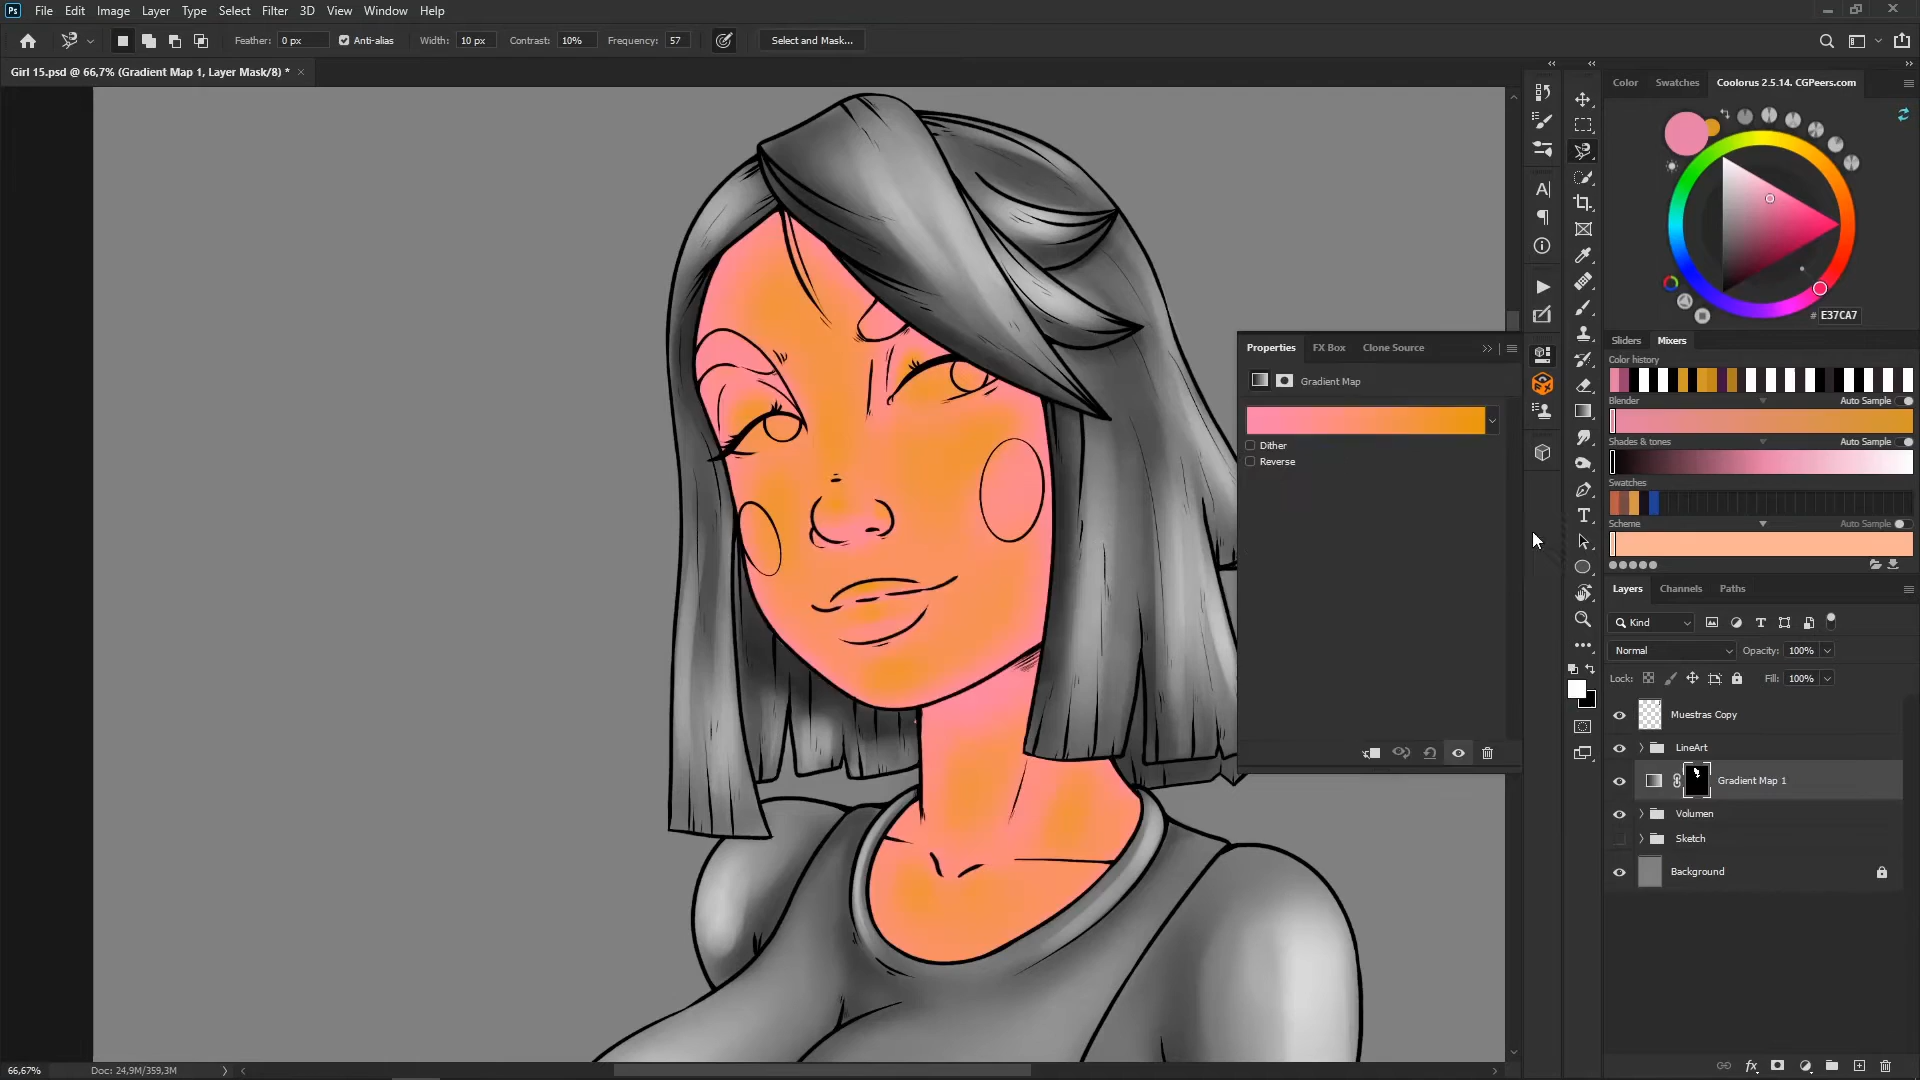 Ps File Edit Image Layer Type Select Filter 3D View Window Help
Feather: 0 px Anti-alias Width: 10 px Contrast: 10% Frequency: 57 Select and Mask...
Girl 15.psd @ 66,7% (Gradient Map 1, Layer Mask/8) * ×
Color Swatches Coolorus 2.5.14. CGPeers.com
# E37CA7
Sliders Mixers
Color history
Blender Auto Sample
Shades & tones Auto Sample
Swatches
Scheme Auto Sample
Properties FX Box Clone Source
Gradient Map
Dither
Reverse
Layers Channels Paths
Kind
Normal Opacity: 100%
Lock: Fill: 100%
Muestras Copy
LineArt
Gradient Map 1
Volumen
Sketch
Background
66,67% Doc: 24,9M/359,3M